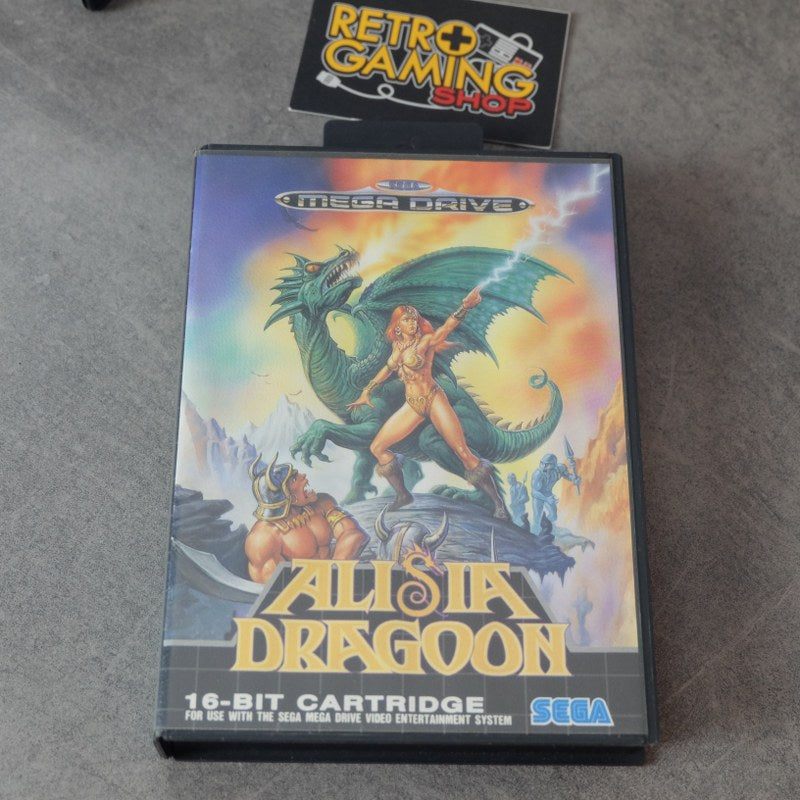 RETRO
GAMING
SHOP
SEGA
MEGA DRIVE
ALISIA
DRAGOON
16-BIT CARTRIDGE
FOR USE WITH THE SEGA MEGA DRIVE VIDEO ENTERTAINMENT SYSTEM
SEGA